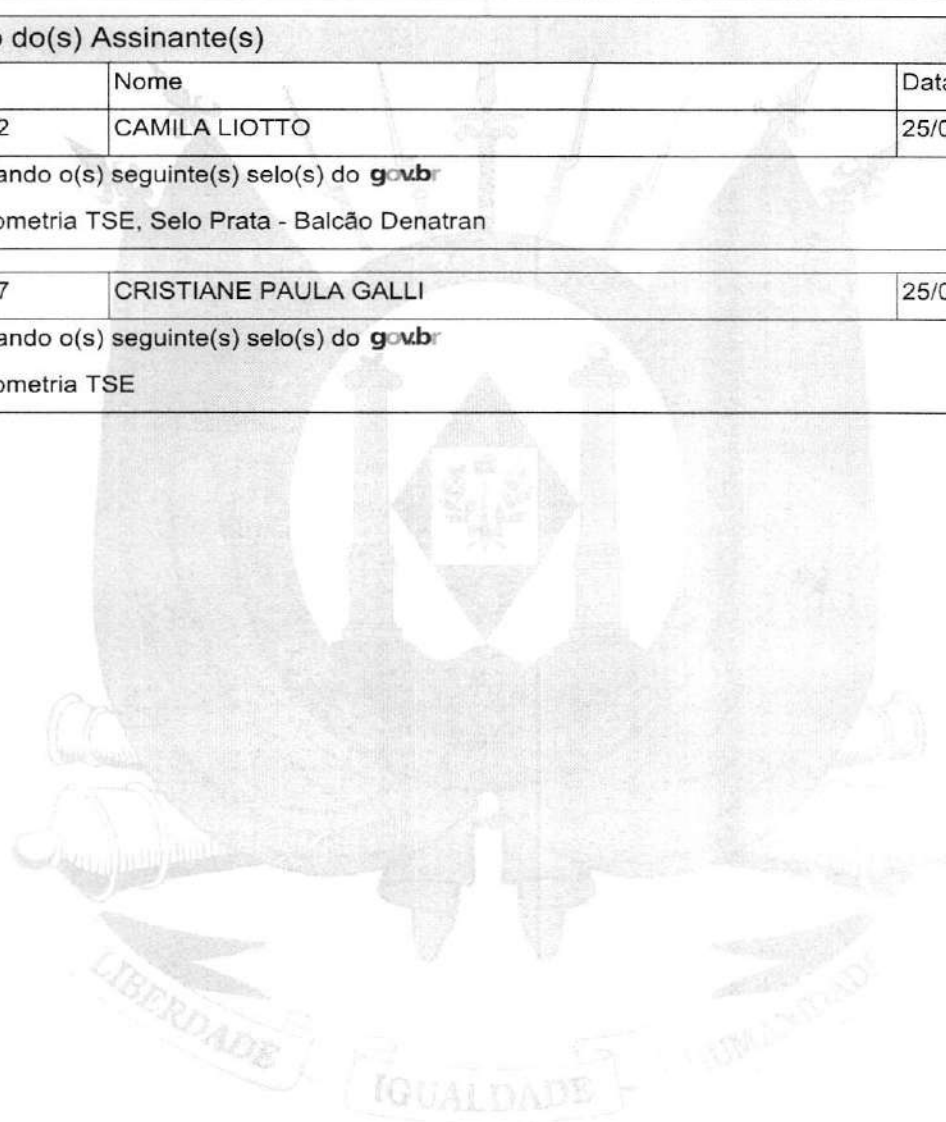 do(s) Assinante(s)
Nome Data
2 CAMILA LIOTTO 25/0
ando o(s) seguinte(s) selo(s) do gov.br
ometria TSE, Selo Prata - Balcão Denatran
7 CRISTIANE PAULA GALLI 25/0
ando o(s) seguinte(s) selo(s) do gov.br
ometria TSE
LIBERDADE IGUALDADE HUMANIDADE